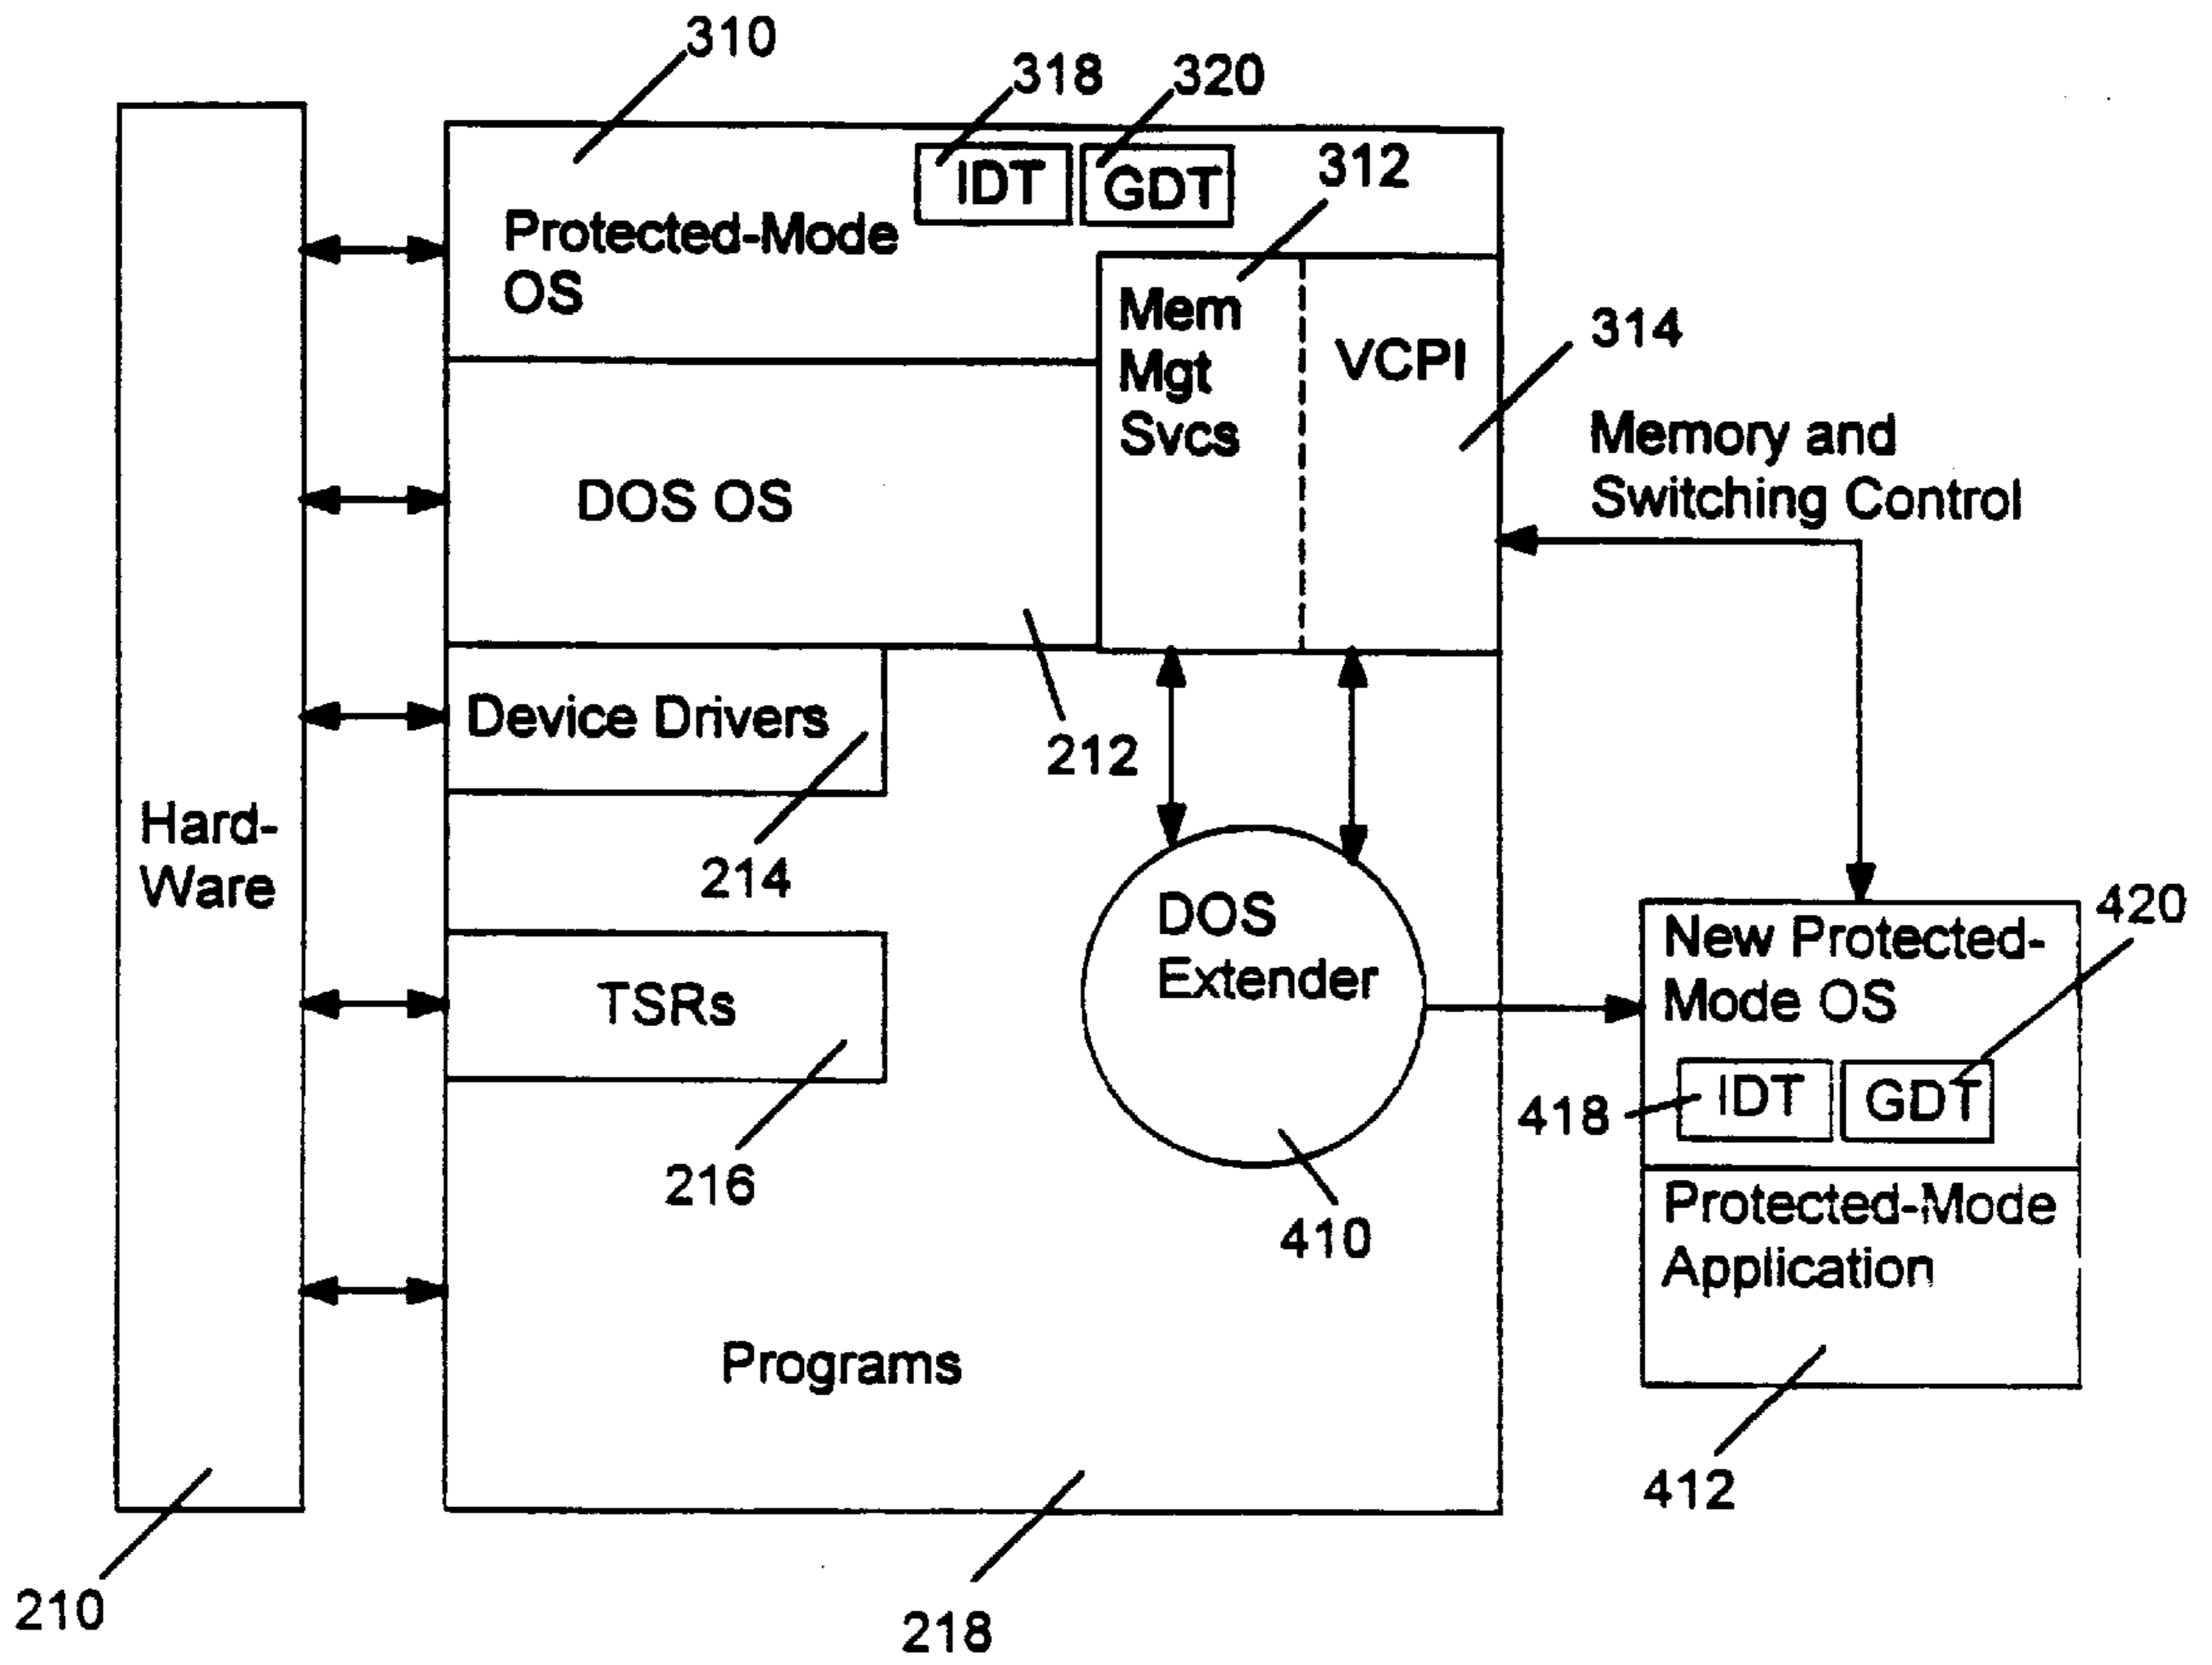 310
318
320
IDT
GDT
312
Protected-Mode
OS
Mem
Mgt
Svcs
VCPI
314
Memory and
Switching Control
DOS OS
Device Drivers
212
214
Hard-
Ware
DOS
Extender
420
New Protected-
Mode OS
TSRs
IDT
GDT
418
216
410
Protected-Mode
Application
Programs
412
210
218